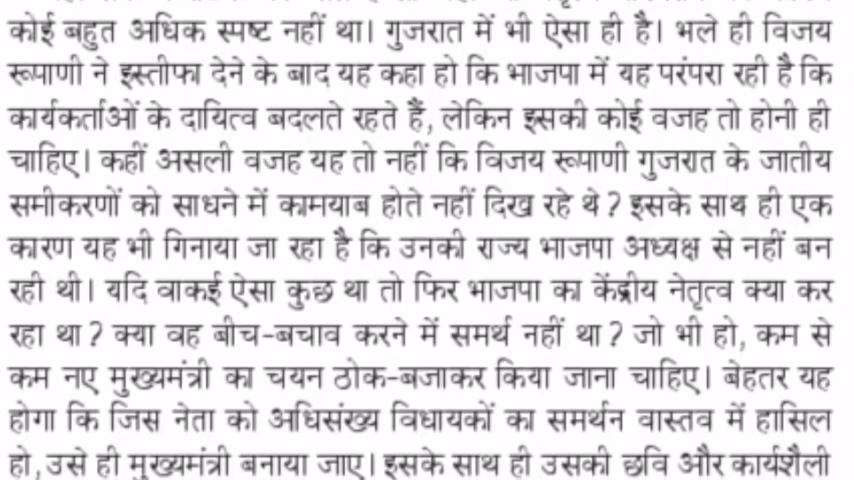 कोई बहुत अधिक स्पष्ट नहीं था। गुजरात में भी ऐसा ही है। भले ही विजय
रूपाणी ने इस्तीफा देने के बाद यह कहा हो कि भाजपा में यह परंपरा रही है कि
कार्यकर्ताओं के दायित्व बदलते रहते हैं, लेकिन इसकी कोई वजह तो होनी ही
चाहिए। कहीं असली वजह यह तो नहीं कि विजय रूपाणी गुजरात के जातीय
समीकरणों को साधने में कामयाब होते नहीं दिख रहे थे? इसके साथ ही एक
कारण यह भी गिनाया जा रहा है कि उनकी राज्य भाजपा अध्यक्ष से नहीं बन
रही थी। यदि वाकई ऐसा कुछ था तो फिर भाजपा का केंद्रीय नेतृत्व क्या कर
रहा था? क्या वह बीच-बचाव करने में समर्थ नहीं था? जो भी हो, कम से
कम नए मुख्यमंत्री का चयन ठोक-बजाकर किया जाना चाहिए। बेहतर यह
होगा कि जिस नेता को अधिसंख्य विधायकों का समर्थन वास्तव में हासिल
हो, उसे ही मुख्यमंत्री बनाया जाए। इसके साथ ही उसकी छवि और कार्यशैली